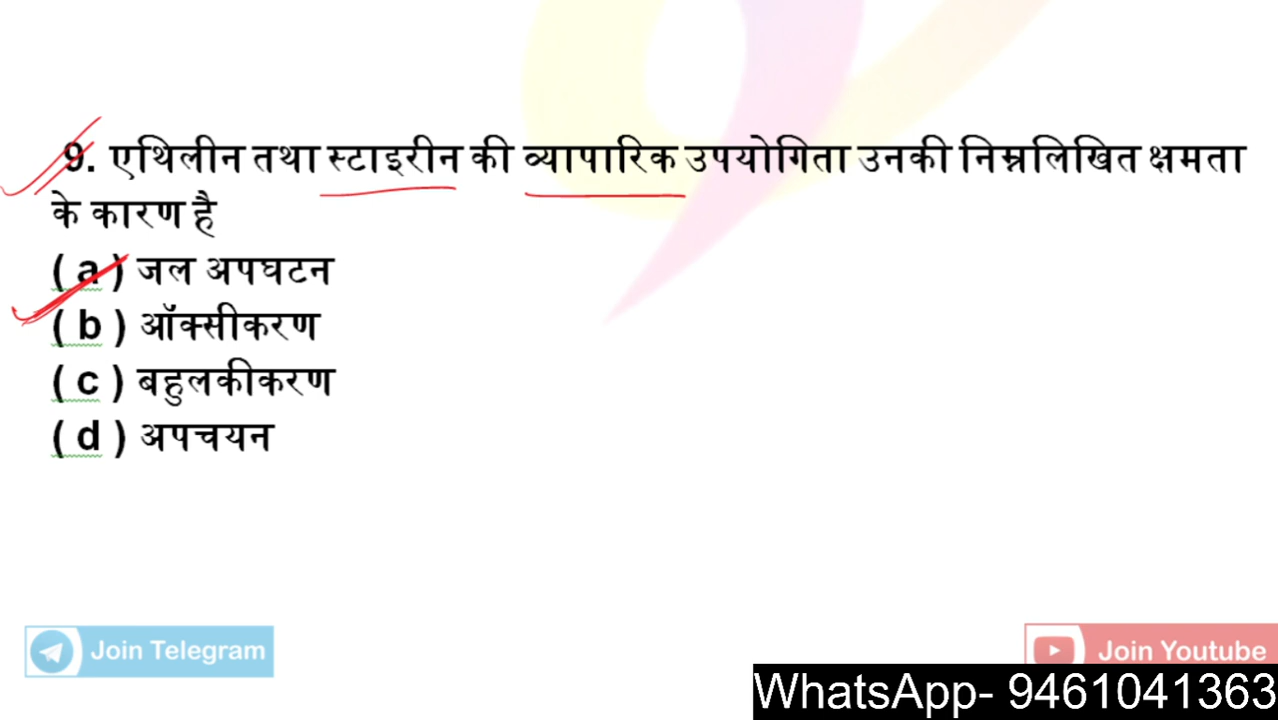 9. एथिलीन तथा स्टाइरीन की व्यापारिक उपयोगिता उनकी निम्नलिखित क्षमता
के कारण है
( a ) जल अपघटन
( b ) ऑक्सीकरण
( c ) बहुलकीकरण
( d ) अपचयन
Join Telegram
Join Youtube
WhatsApp- 9461041363